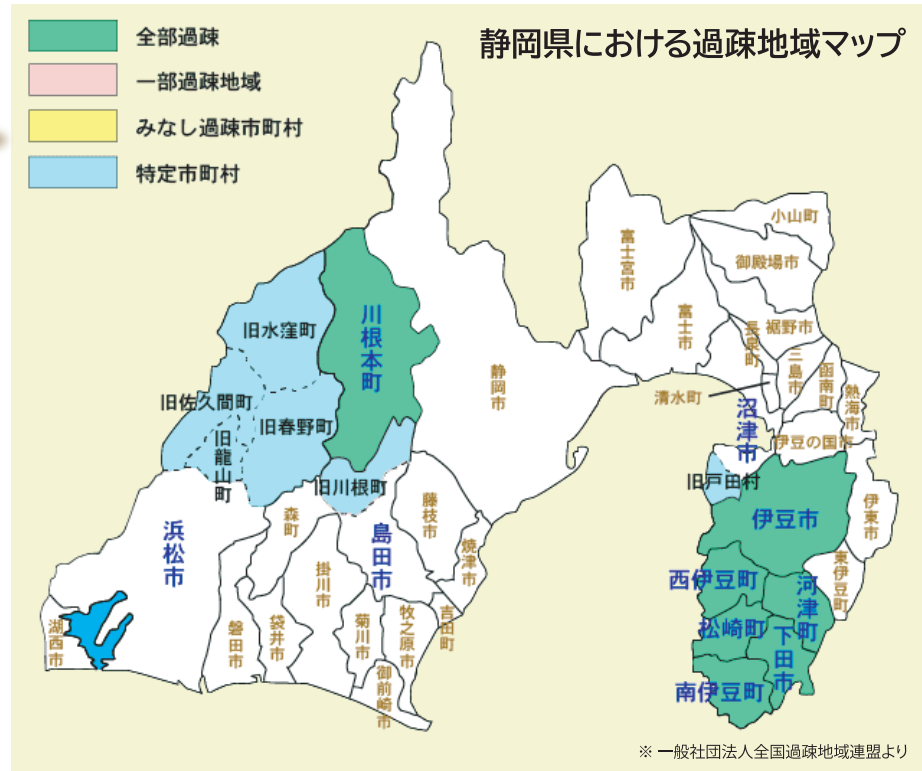 静岡県における過疎地域マップ
全部過疎
一部過疎地域
みなし過疎市町村
特定市町村
小山町
富士宮市
御殿場市
富士市
長泉町
裾野市
三島市
函南町
熱海市
清水町
沼津市
伊豆の国市
旧水窪町
川根本町
静岡市
旧佐久間町
旧春野町
旧龍山町
旧川根町
旧戸田村
伊豆市
伊東市
森町
藤枝市
浜松市
島田市
焼津市
西伊豆町
河津町
東伊豆町
掛川市
湖西市
磐田市
袋井市
菊川市
牧之原市
吉田町
松崎町
下田市
御前崎市
南伊豆町
※ 一般社団法人全国過疎地域連盟より